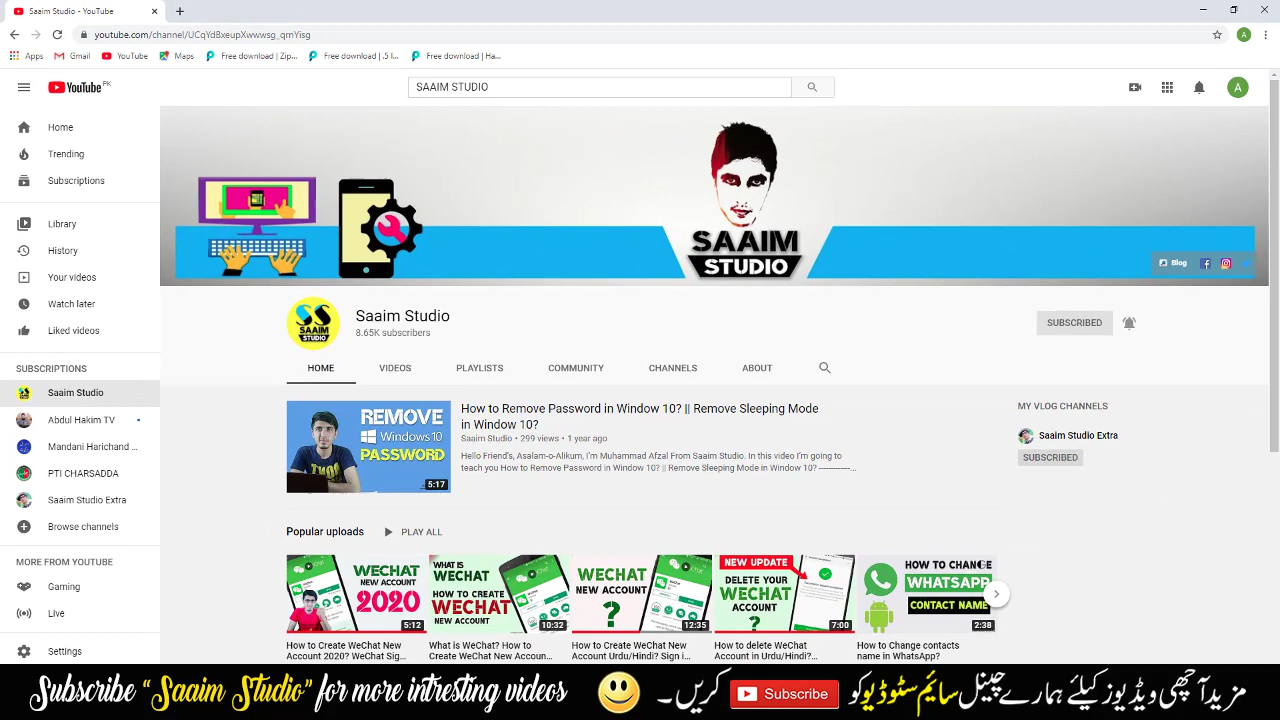 Saaim Studio - YouTube
youtube.com/channel/UCqYdBxeupXwwwsg_qrnYisg
A
Apps
Gmail
YouTube
Maps
Free download ( Zip...
Free download ( .5 I...
Free download ( Ha...
YouTube PK
SAAIM STUDIO
A
Home
Trending
Subscriptions
Library
History
Your videos
Watch later
Liked videos
SUBSCRIPTIONS
Saaim Studio
Abdul Hakim TV
Mandani Harichand ...
PTI CHARSADDA
Saaim Studio Extra
Browse channels
MORE FROM YOUTUBE
Gaming
Live
Settings
SAAIM
STUDIO
Blog
SAAIM
STUDIO
Saaim Studio
8.65K subscribers
SUBSCRIBED
HOME
VIDEOS
PLAYLISTS
COMMUNITY
CHANNELS
ABOUT
REMOVE
Windows 10
PASSWORD
5:17
How to Remove Password in Window 10? || Remove Sleeping Mode
in Window 10?
Saaim Studio • 299 views • 1 year ago
Hello Friend's, Asalam-o-Alikum, I'm Muhammad Afzal From Saaim Studio. In this video I'm going to
teach you How to Remove Password in Window 10? || Remove Sleeping Mode in Window 10? ----------...
MY VLOG CHANNELS
Saaim Studio Extra
SUBSCRIBED
Popular uploads
PLAY ALL
WECHAT
NEW ACCOUNT
2020
5:12
How to Create WeChat New
Account 2020? WeChat Sig...
WHAT IS
WECHAT
HOW TO CREATE
WECHAT
NEW ACCOUNT
10:32
What is WeChat? How to
Create WeChat New Accoun...
WECHAT
NEW ACCOUNT
?
12:35
How to Create WeChat New
Account Urdu/Hindi? Sign i...
NEW UPDATE
DELETE YOUR
WECHAT
ACCOUNT ?
7:00
How to delete WeChat
Account in Urdu/Hindi?...
HOW TO CHANGE
WHATSAPP
CONTACT NAME
2:38
How to Change contacts
name in WhatsApp?
Subscribe "Saaim Studio" for more intresting videos
مزید آچھی ویڈیوز کیلئے ہمارے چینل سائیم سٹوڈیو کو Subscribe کریں۔